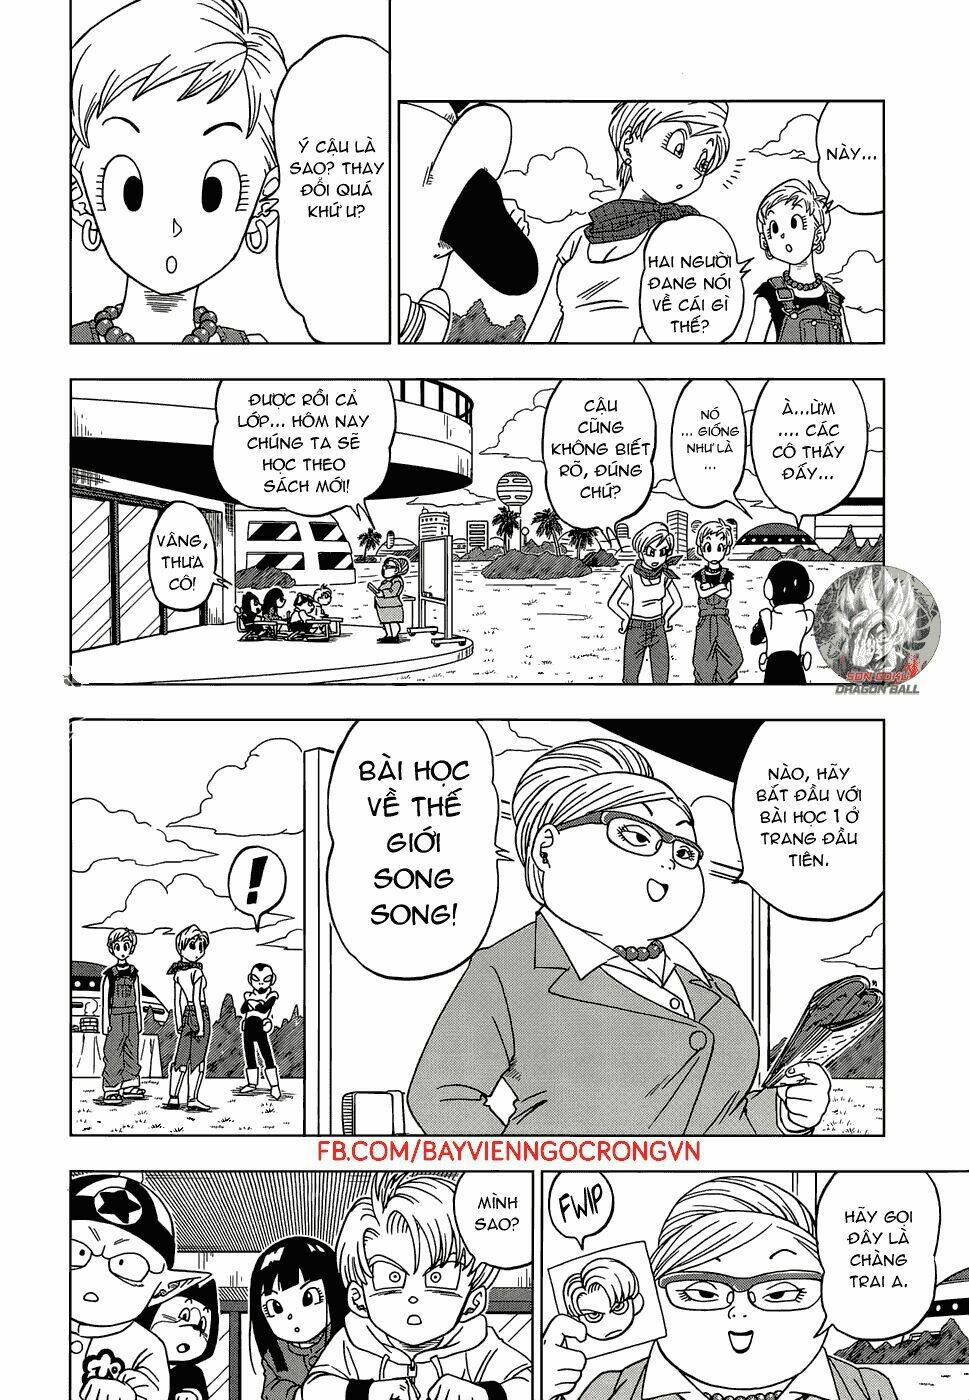 NÀY...
HAI NGƯỜI
ĐANG NÓI
VỀ CÁI GÌ
THẾ?
Ý CẬU LÀ
SAO? THAY
ĐỔI QUÁ
KHỨ Ư?
À...ỪM
.... CÁC
CÔ THẤY
ĐẤY...
NÓ
... GIỐNG
NHƯ LÀ
...
CẬU
CŨNG
KHÔNG BIẾT
RÕ, ĐÚNG
CHỨ?
ĐƯỢC RỒI CẢ
LỚP... HÔM NAY
CHÚNG TA SẼ
HỌC THEO
SÁCH MỚI!
VÂNG,
THƯA
CÔ!
SON GOKU
DRAGON BALL
NÀO, HÃY
BẮT ĐẦU VỚI
BÀI HỌC 1 Ở
TRANG ĐẦU
TIÊN.
BÀI HỌC
VỀ THẾ
GIỚI
SONG
SONG!
!
FB.COM/BAYVIENNGOCRONGVN
HÃY GỌI
ĐÂY LÀ
CHÀNG
TRAI A.
FWIP
MÌNH
SAO?